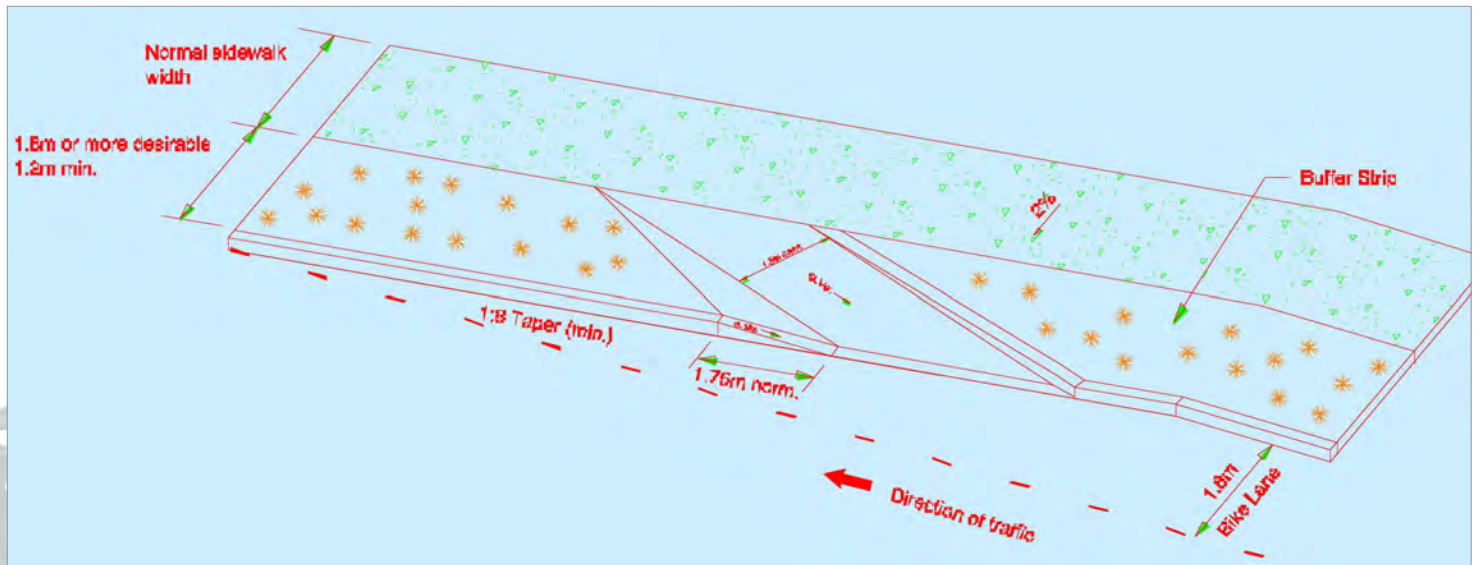 Normal sidewalk
width
1.8m or more desirable
1.2m min.
Buffer Strip
2%
1:8 Taper (min.)
1.75m norm.
Direction of traffic
1.8m
Bike Lane